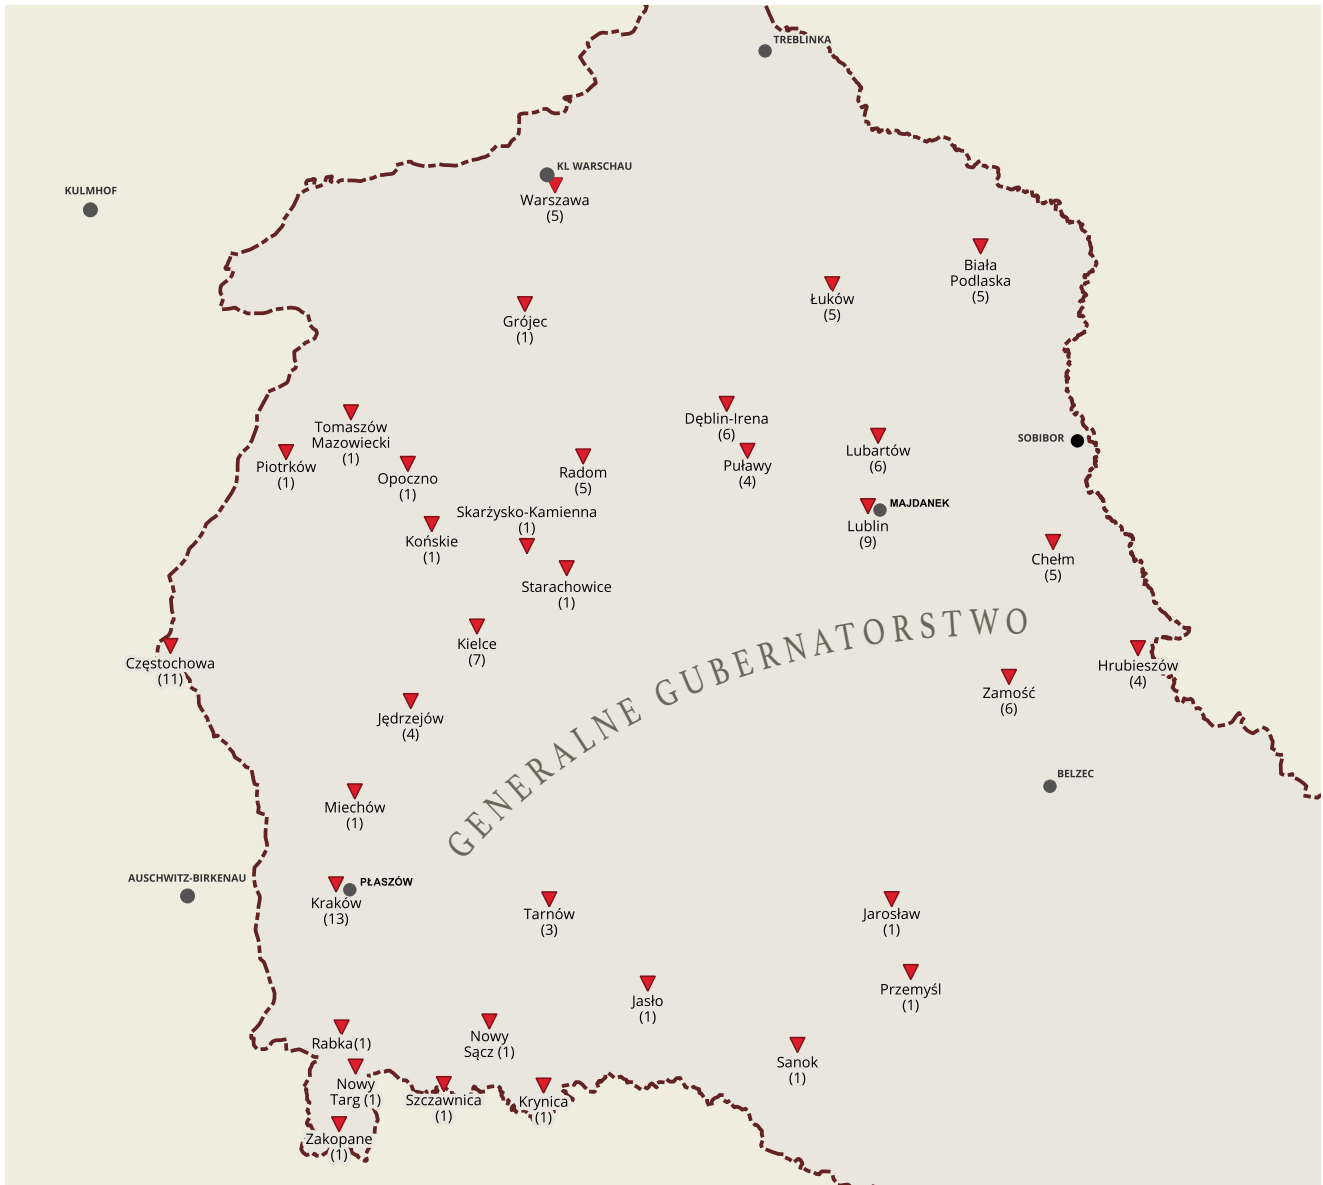 TREBLINKA
KL WARSCHAU
KULMHOF
Warszawa
(5)
Biała
Podlaska
(5)
Łuków
(5)
Grójec
(1)
Dęblin-Irena
(6)
Tomaszów
Mazowiecki
(1)
Lubartów
(6)
SOBIBOR
Piotrków
(1)
Puławy
(4)
Radom
(5)
Opoczno
(1)
MAJDANEK
Lublin
(9)
Skarżysko-Kamienna
(1)
Końskie
(1)
Chełm
(5)
Starachowice
(1)
GENERALNE GUBERNATORSTWO
Kielce
(7)
Częstochowa
(11)
Hrubieszów
(4)
Zamość
(6)
Jędrzejów
(4)
BELZEC
Miechów
(1)
AUSCHWITZ-BIRKENAU
PŁASZÓW
Kraków
(13)
Tarnów
(3)
Jarosław
(1)
Przemyśl
(1)
Jasło
(1)
Rabka(1)
Nowy
Sącz (1)
Sanok
(1)
Nowy
Targ (1)
Szczawnica
(1)
Krynica
(1)
Zakopane
(1)